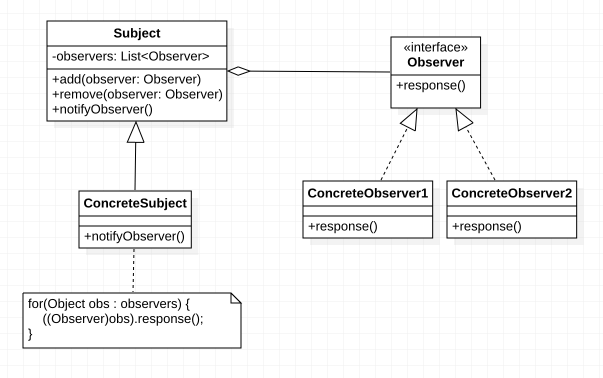 Subject
-observers: List<Observer>
+add(observer: Observer)
+remove(observer: Observer)
+notifyObserver()
«interface»
Observer
+response()
ConcreteSubject
+notifyObserver()
ConcreteObserver1
+response()
ConcreteObserver2
+response()
for(Object obs : observers) {
((Observer)obs).response();
}